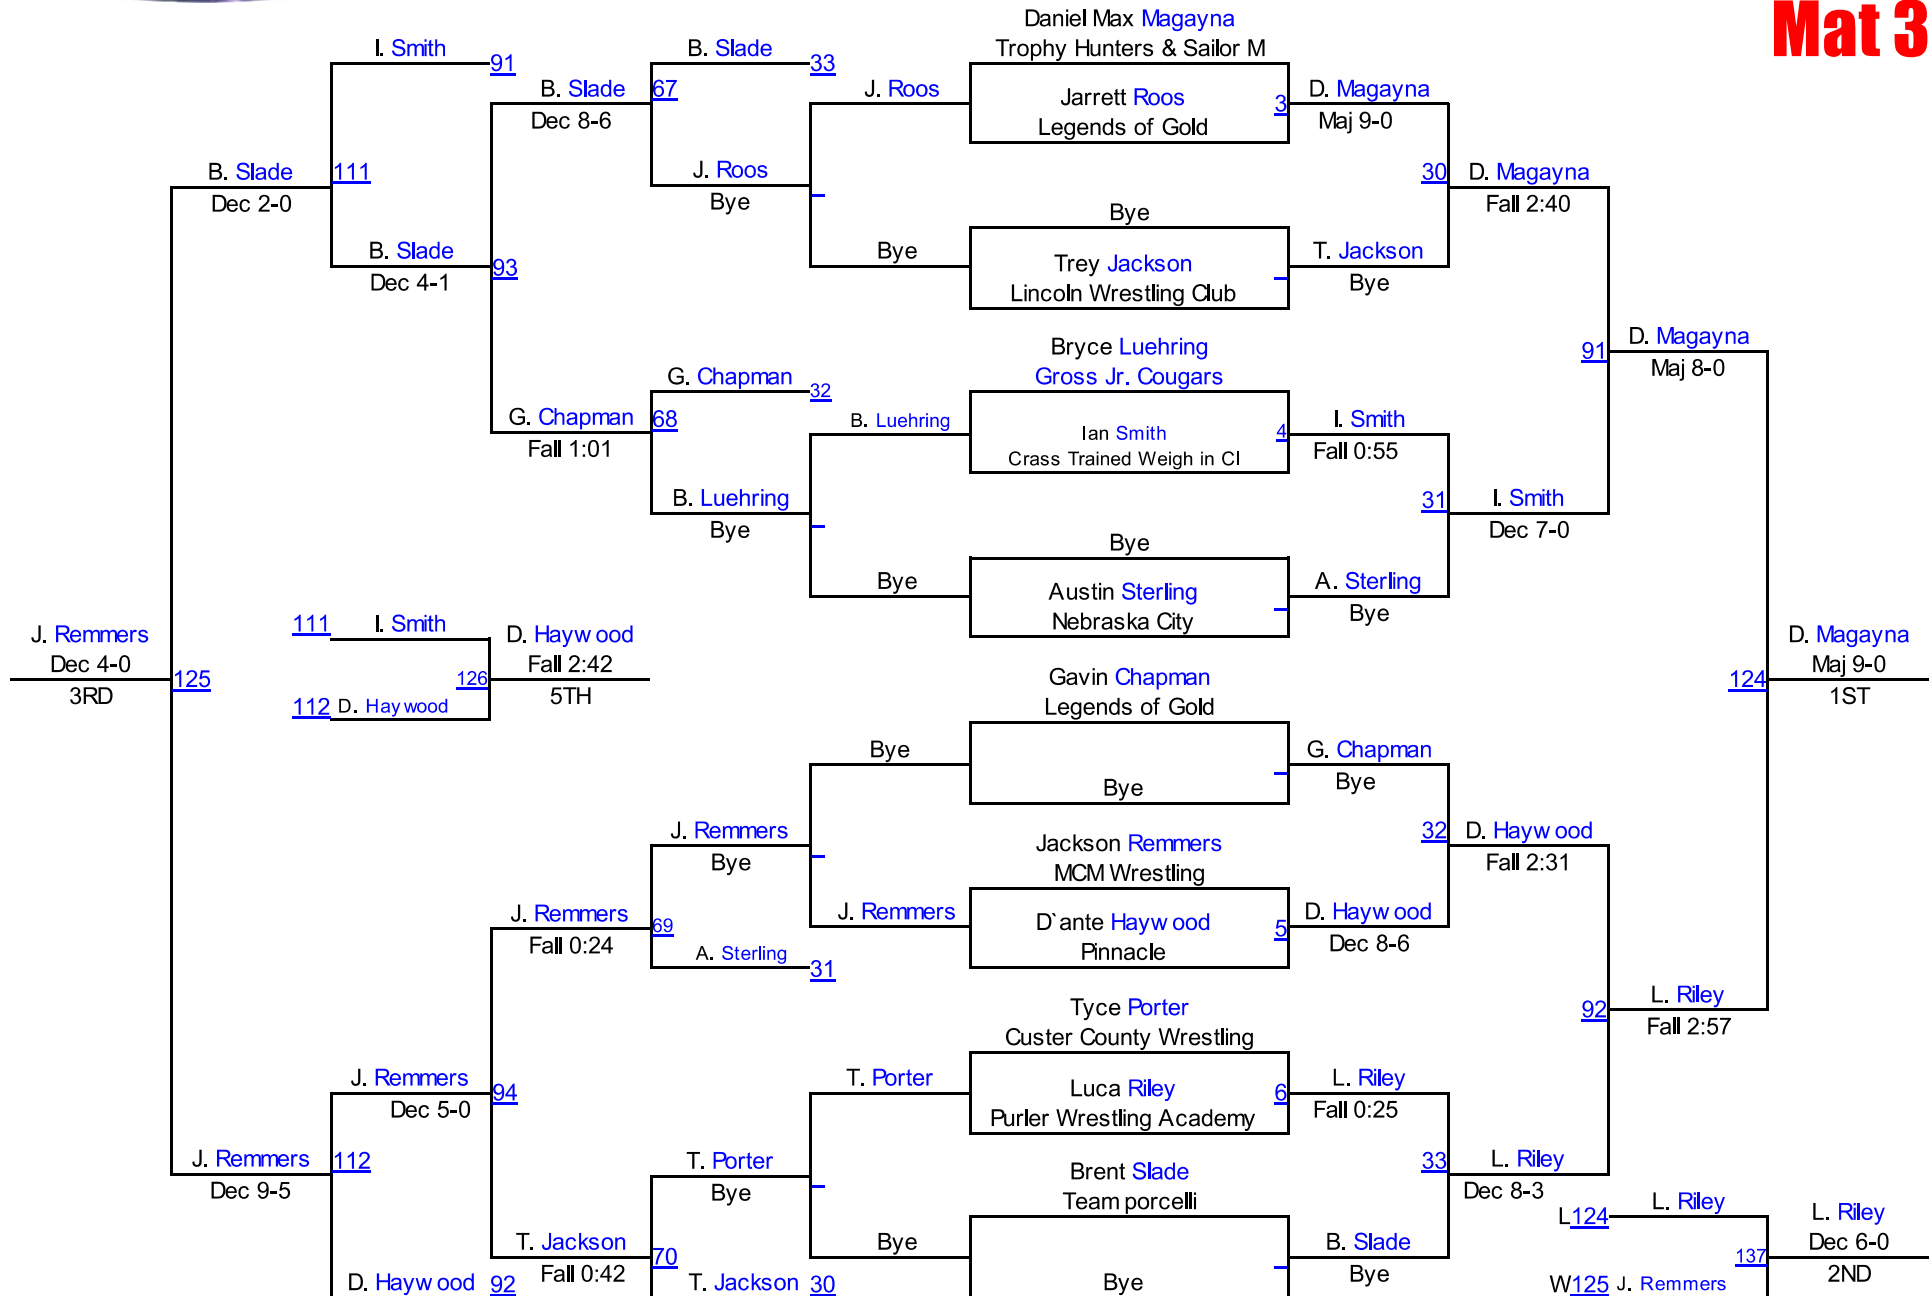 Mat 3
Daniel Max Magayna
Trophy Hunters & Sailor M
I. Smith
91
B. Slade
33
B. Slade
67
Dec 8-6
J. Roos
Jarrett Roos
3
Legends of Gold
D. Magayna
Maj 9-0
B. Slade
111
Dec 2-0
J. Roos
Bye
30
D. Magayna
Fall 2:40
Bye
B. Slade
93
Dec 4-1
Bye
Trey Jackson
Lincoln Wrestling Club
T. Jackson
Bye
Bryce Luehring
Gross Jr. Cougars
91
D. Magayna
Maj 8-0
G. Chapman
32
G. Chapman
68
Fall 1:01
B. Luehring
Ian Smith
4
Crass Trained Weigh in Cl
I. Smith
Fall 0:55
B. Luehring
Bye
31
I. Smith
Dec 7-0
Bye
Bye
Austin Sterling
Nebraska City
A. Sterling
Bye
J. Remmers
Dec 4-0
125
3RD
111
I. Smith
126
112
D. Haywood
D. Haywood
Fall 2:42
5TH
Gavin Chapman
Legends of Gold
124
D. Magayna
Maj 9-0
1ST
Bye
Bye
G. Chapman
Bye
J. Remmers
Bye
Jackson Remmers
MCM Wrestling
32
D. Haywood
Fall 2:31
J. Remmers
69
Fall 0:24
J. Remmers
D`ante Haywood
5
Pinnacle
D. Haywood
Dec 8-6
A. Sterling
31
Tyce Porter
Custer County Wrestling
92
L. Riley
Fall 2:57
J. Remmers
94
Dec 5-0
T. Porter
Luca Riley
6
Purler Wrestling Academy
L. Riley
Fall 0:25
J. Remmers
112
Dec 9-5
T. Porter
Bye
Brent Slade
Team porcelli
33
L. Riley
Dec 8-3
L124
L. Riley
137
L. Riley
Dec 6-0
2ND
T. Jackson
70
Fall 0:42
Bye
B. Slade
Bye
D. Haywood
92
T. Jackson
30
Bye
W125
J. Remmers